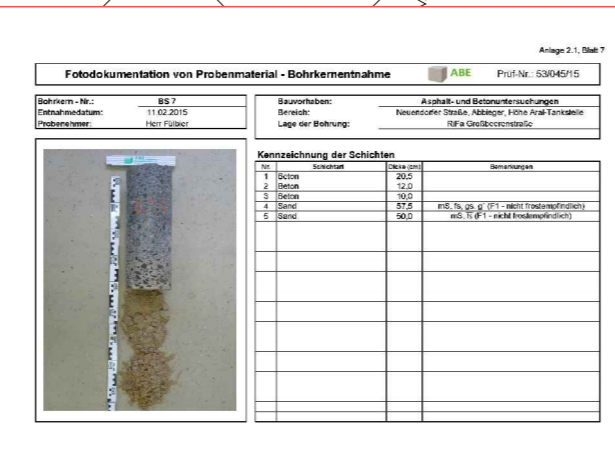 Anlage 2.1, Blatt 7
Fotodokumentation von Probenmaterial - Bohrkernentnahme ABE Prüf-Nr.: 53/045/15
Bohrkern - Nr.: BS 7
Entnahmedatum: 11.02.2015
Probenehmer: Herr Fülbier
Bauvorhaben: Asphalt- und Betonuntersuchungen
Bereich: Neuendorfer Straße, Abbieger, Höhe Aral-Tankstelle
Lage der Bohrung: RiFa Großbeerenstraße
Kennzeichnung der Schichten
Nr. Schichtart Dicke (cm) Bemerkungen
1 Beton 20,5
2 Beton 12,0
3 Beton 10,0
4 Sand 57,5 mS, fs, gs, g' (F1 - nicht frostempfindlich)
5 Sand 50,0 mS, (F1 - nicht frostempfindlich)